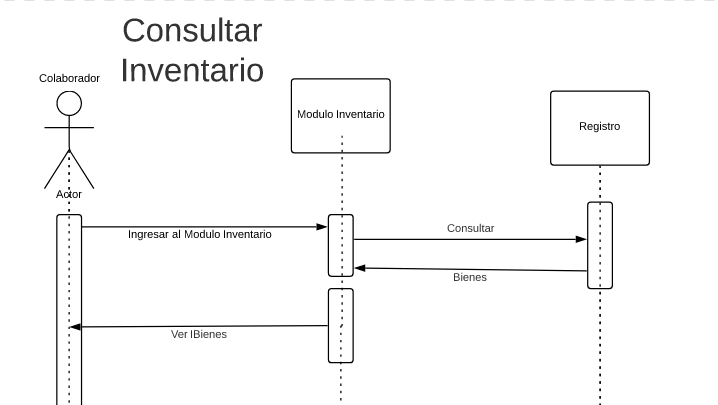 Consultar
Inventario
Colaborador
Modulo Inventario
Registro
Actor
Ingresar al Modulo Inventario
Consultar
Bienes
Ver IBienes